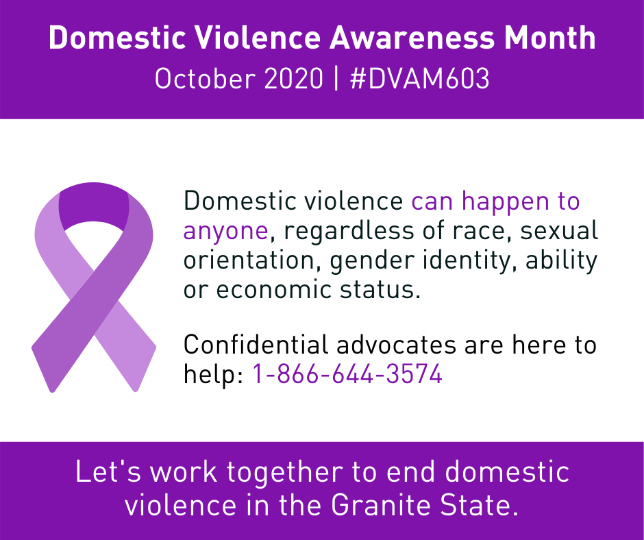 Domestic Violence Awareness Month
October 2020 | #DVAM603
Domestic violence can happen to
anyone, regardless of race, sexual
orientation, gender identity, ability
or economic status.
Confidential advocates are here to
help: 1-866-644-3574
Let's work together to end domestic
violence in the Granite State.